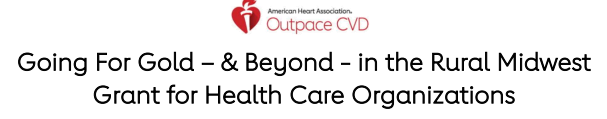 American Heart Association.
Outpace CVD
Going For Gold – & Beyond - in the Rural Midwest
Grant for Health Care Organizations